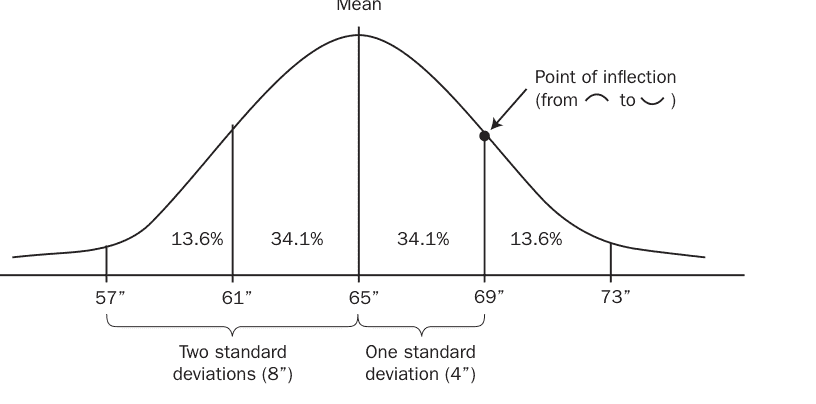 Mean
Point of inflection
(from to )
13.6% 34.1% 34.1% 13.6%
57” 61” 65” 69” 73”
Two standard
deviations (8”)
One standard
deviation (4”)